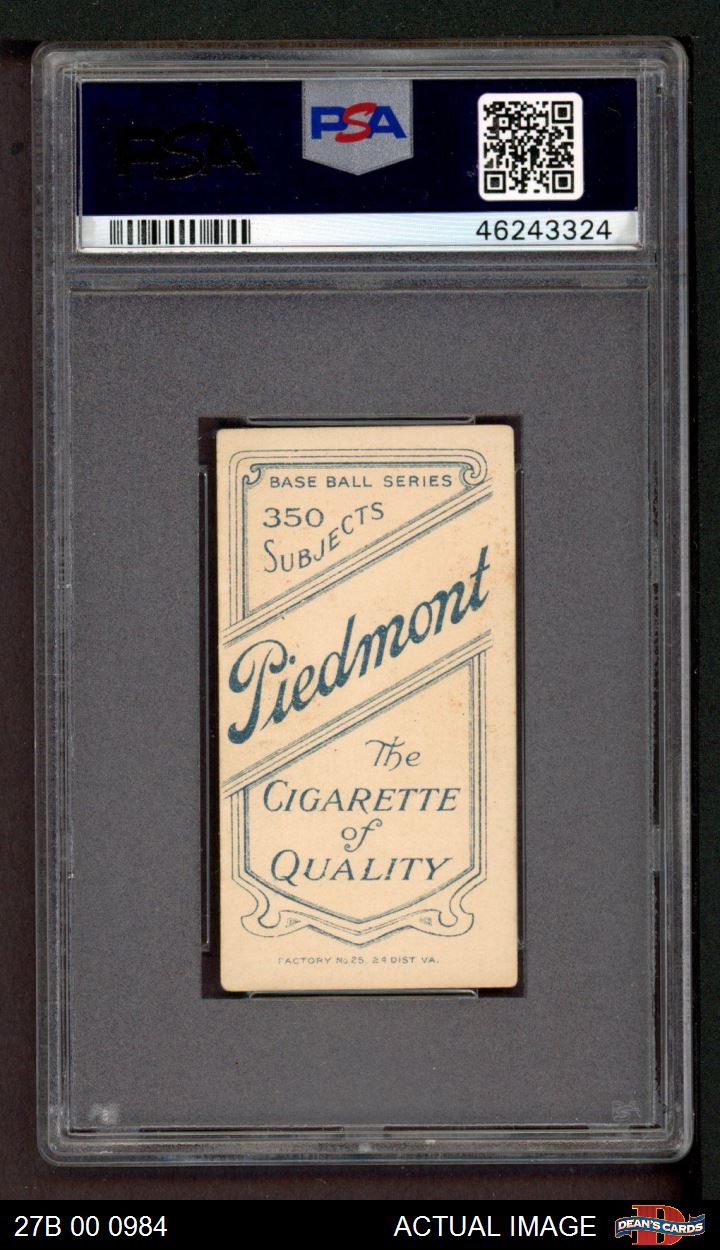 PSA
PSA
46243324
BASE BALL SERIES
350
SUBJECTS
Piedmont
The
CIGARETTE
of
QUALITY
FACTORY No. 25, 2d DIST VA.
27B 00 0984
ACTUAL IMAGE
D
DEAN'S CARDS